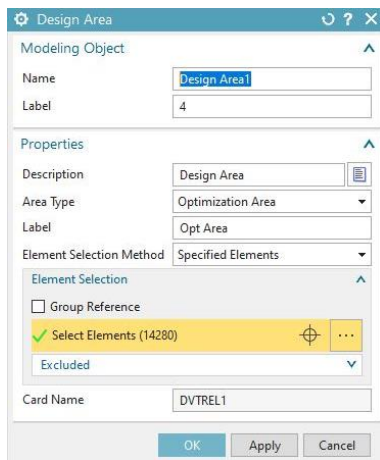 Design Area
Modeling Object
Name Design Area1
Label 4
Properties
Description Design Area
Area Type Optimization Area
Label Opt Area
Element Selection Method Specified Elements
Element Selection
Group Reference
Select Elements (14280)
Excluded
Card Name DVTREL1
OK Apply Cancel